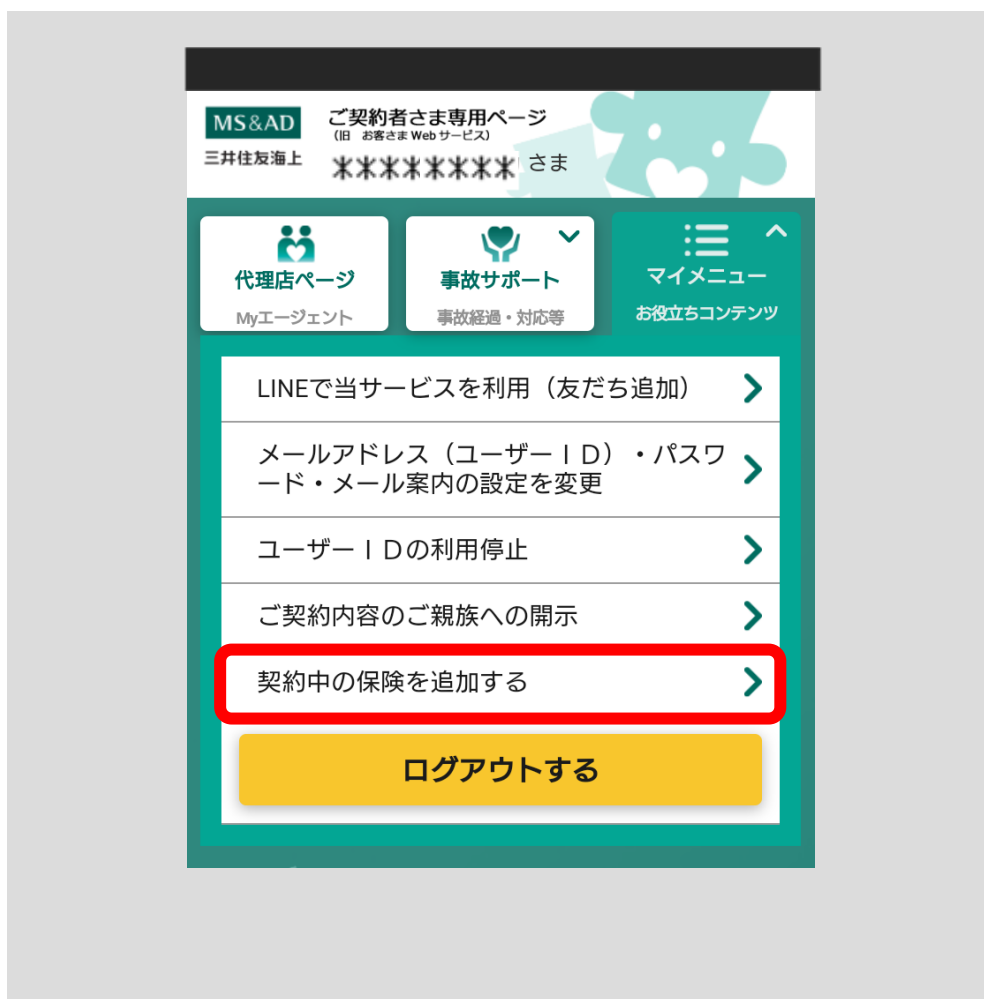 MS&AD
三井住友海上
ご契約者さま専用ページ
(旧 お客さま Web サービス)
******** さま
代理店ページ
Myエージェント
事故サポート
事故経過・対応等
マイメニュー
お役立ちコンテンツ
LINEで当サービスを利用（友だち追加）
メールアドレス（ユーザーＩＤ）・パスワ
ード・メール案内の設定を変更
ユーザーＩＤの利用停止
ご契約内容のご親族への開示
契約中の保険を追加する
ログアウトする